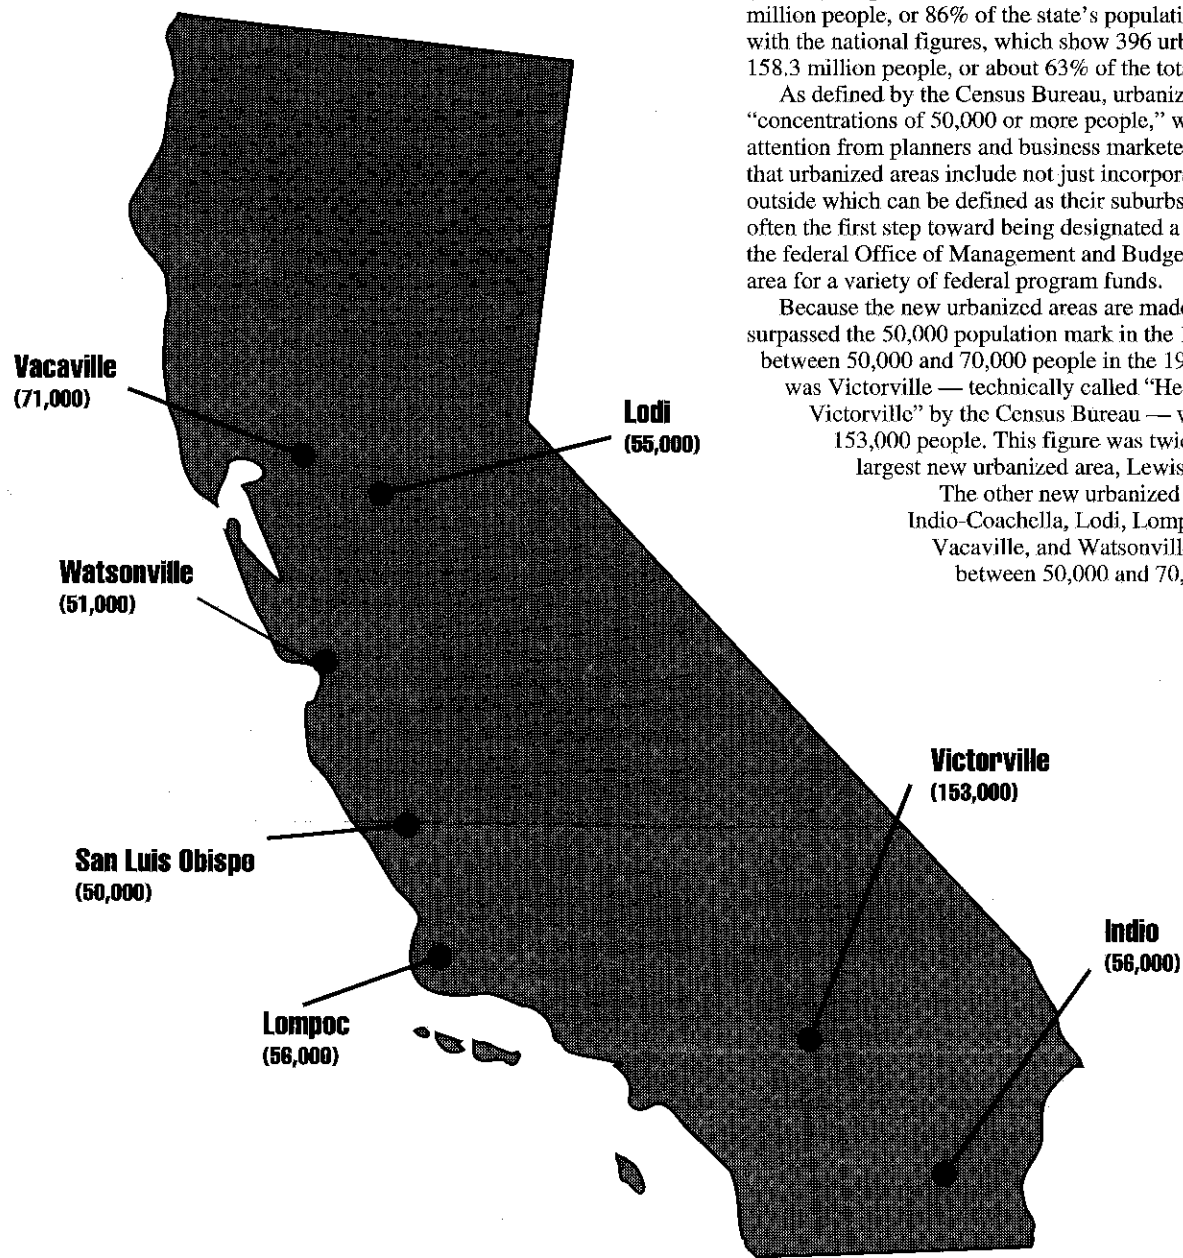 million people, or 86% of the state's populati
with the national figures, which show 396 urb
158.3 million people, or about 63% of the tot
As defined by the Census Bureau, urbaniz
"concentrations of 50,000 or more people," w
attention from planners and business markete
that urbanized areas include not just incorpor
outside which can be defined as their suburbs
often the first step toward being designated a
the federal Office of Management and Budge
area for a variety of federal program funds.
Because the new urbanized areas are made
surpassed the 50,000 population mark in the 1
between 50,000 and 70,000 people in the 19
was Victorville — technically called "He
Victorville" by the Census Bureau — v
153,000 people. This figure was twic
largest new urbanized area, Lewis
The other new urbanized
Indio-Coachella, Lodi, Lomp
Vacaville, and Watsonvill
between 50,000 and 70,
Vacaville
(71,000)
Lodi
(55,000)
Watsonville
(51,000)
Victorville
(153,000)
San Luis Obispo
(50,000)
Indio
(56,000)
Lompoc
(56,000)